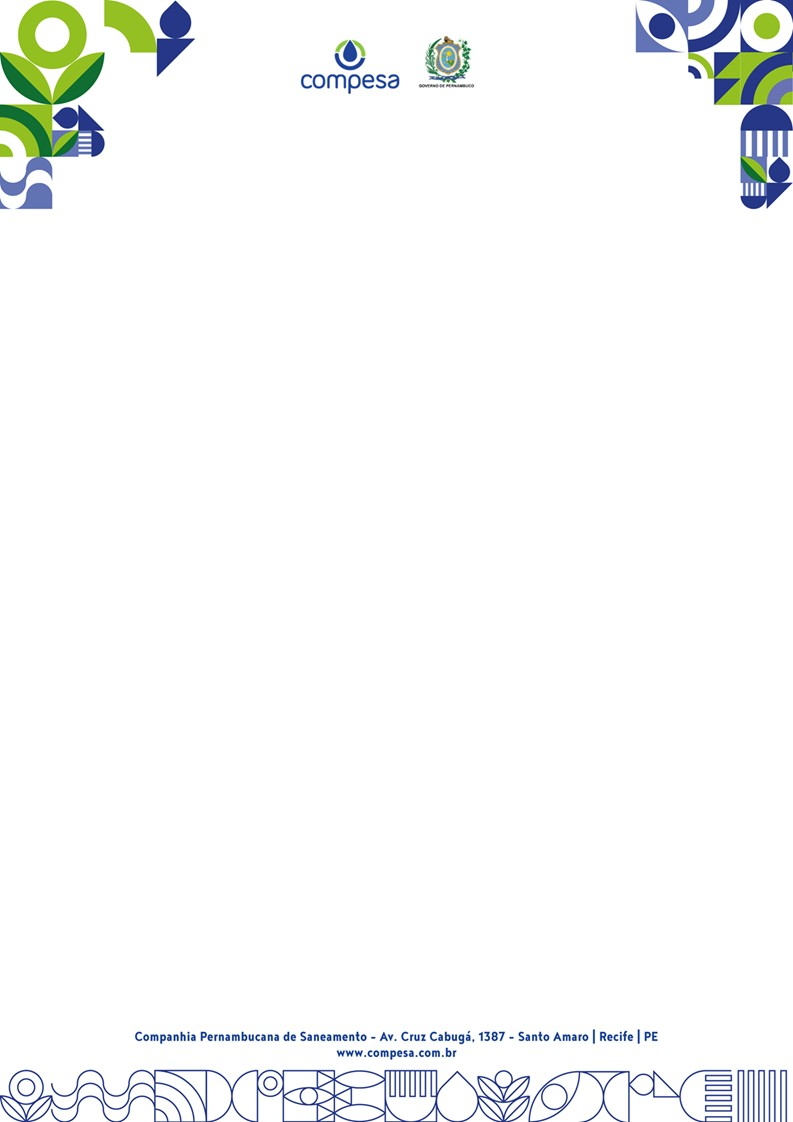 compesa
GOVERNO DE PERNAMBUCO
Companhia Pernambucana de Saneamento - Av. Cruz Cabugá, 1387 - Santo Amaro | Recife | PE
www.compesa.com.br